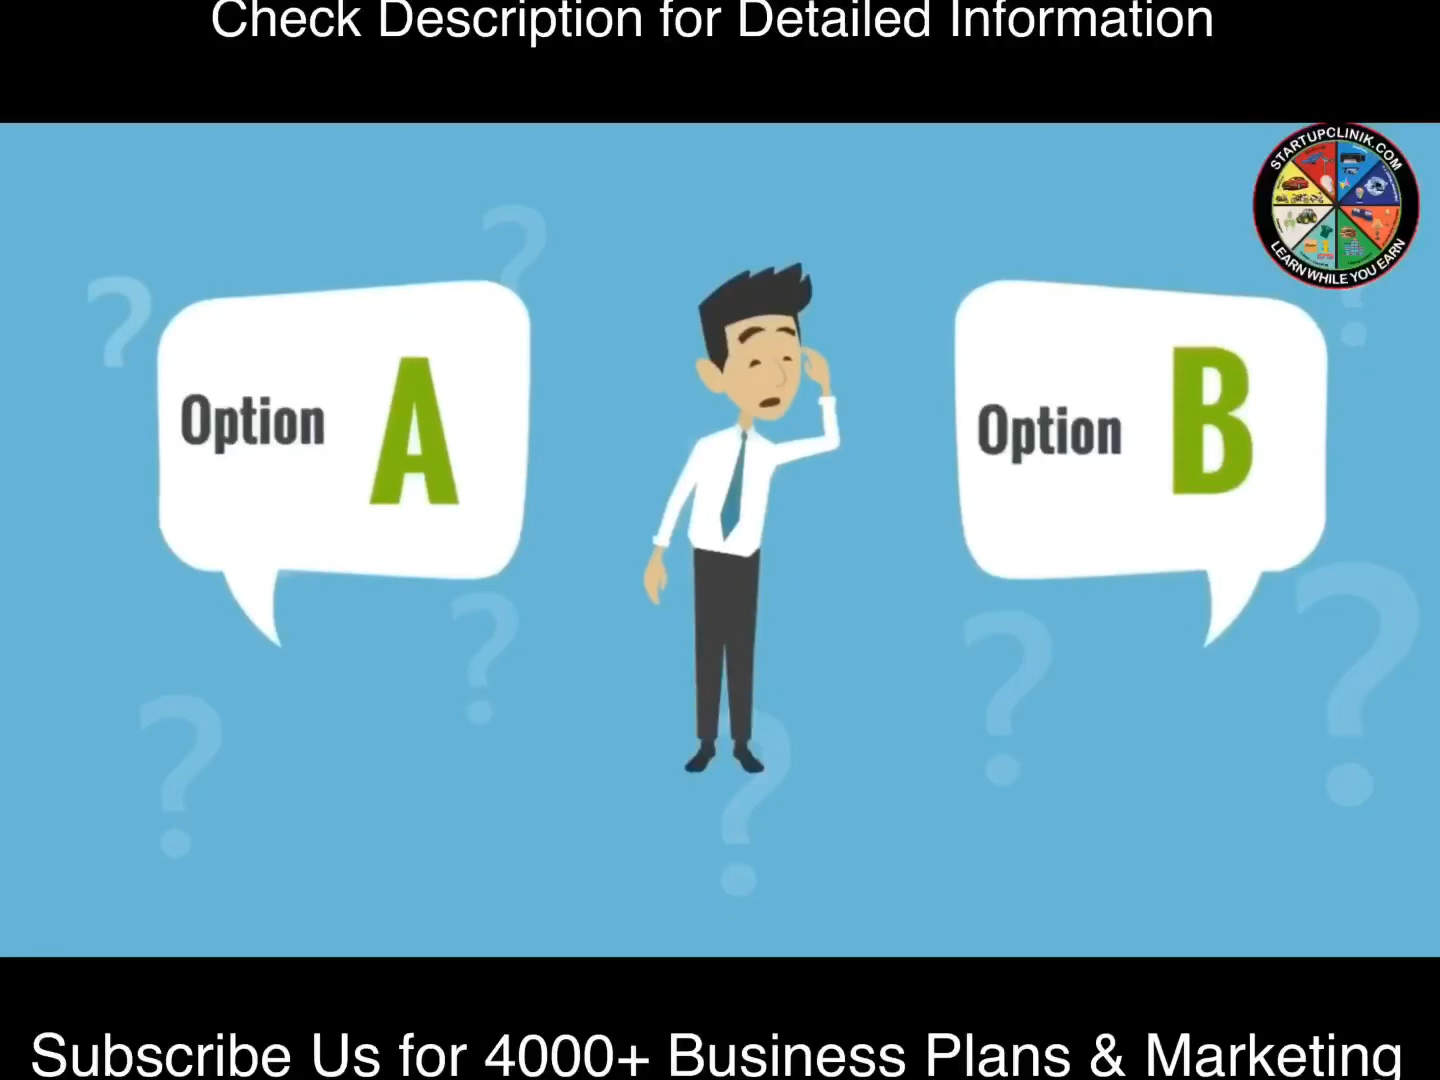 Check Description for Detailed Information
STARTUPCLINIK.COM
LEARN WHILE YOU EARN
Option A
Option B
Subscribe Us for 4000+ Business Plans & Marketing